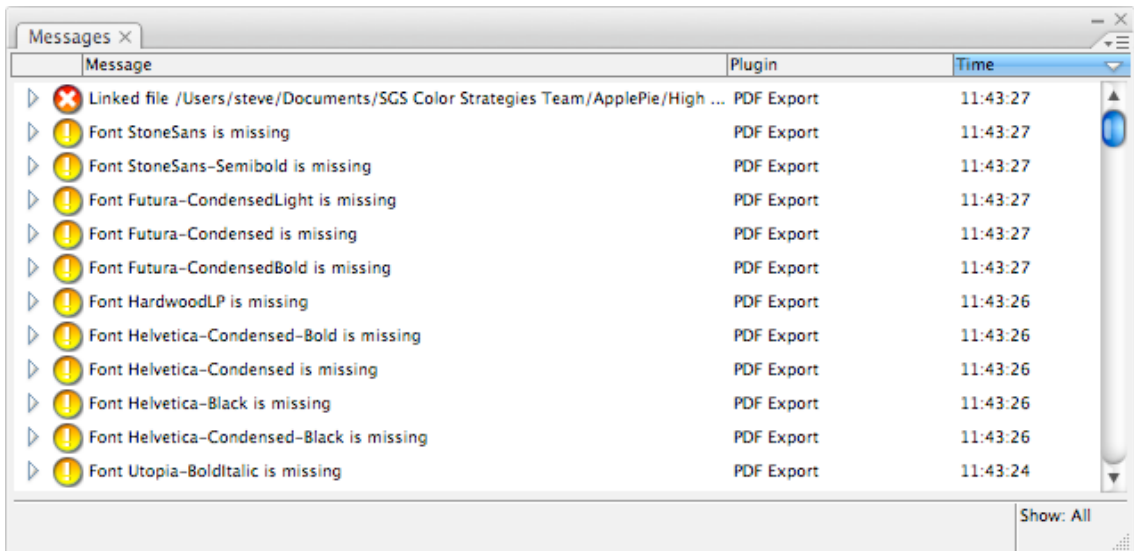 Messages ×
Message Plugin Time
Linked file /Users/steve/Documents/SGS Color Strategies Team/ApplePie/High ... PDF Export 11:43:27
Font StoneSans is missing PDF Export 11:43:27
Font StoneSans-Semibold is missing PDF Export 11:43:27
Font Futura-CondensedLight is missing PDF Export 11:43:27
Font Futura-Condensed is missing PDF Export 11:43:27
Font Futura-CondensedBold is missing PDF Export 11:43:27
Font HardwoodLP is missing PDF Export 11:43:26
Font Helvetica-Condensed-Bold is missing PDF Export 11:43:26
Font Helvetica-Condensed is missing PDF Export 11:43:26
Font Helvetica-Black is missing PDF Export 11:43:26
Font Helvetica-Condensed-Black is missing PDF Export 11:43:26
Font Utopia-BoldItalic is missing PDF Export 11:43:24
Show: All